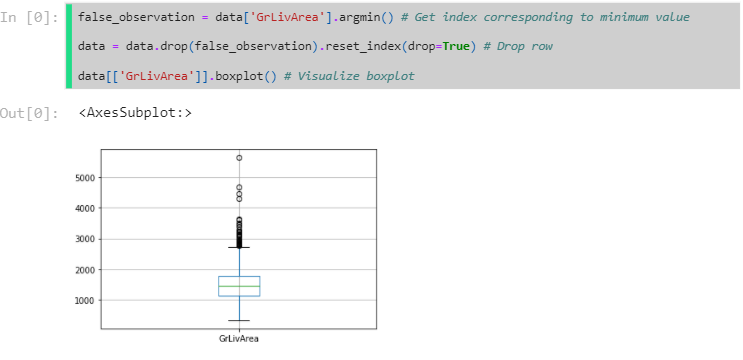 In [0]: false_observation = data['GrLivArea'].argmin() # Get index corresponding to minimum value
data = data.drop(false_observation).reset_index(drop=True) # Drop row
data[['GrLivArea']].boxplot() # Visualize boxplot
Out[0]: <AxesSubplot:>
5000
4000
3000
2000
1000
GrLivArea